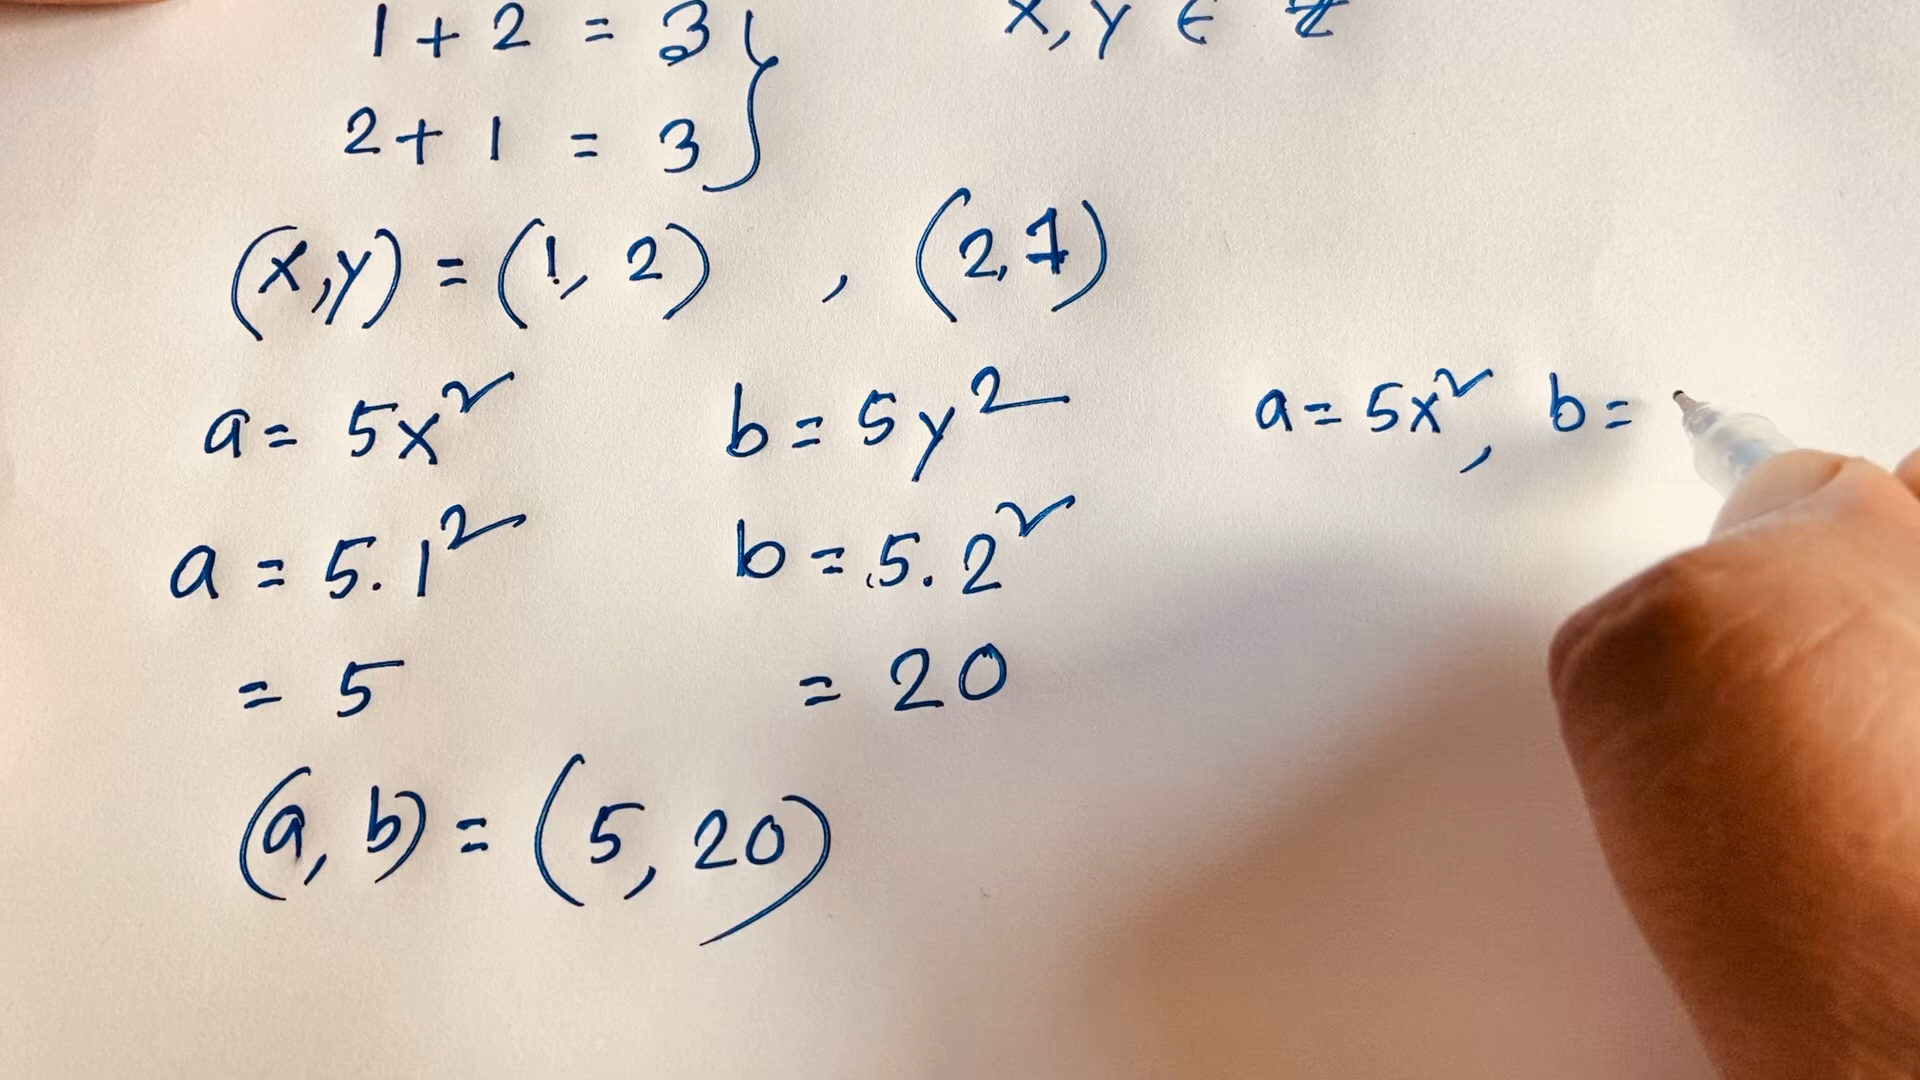 1 + 2 = 3 }
x, y ∈ ℤ
2 + 1 = 3
(x,y) = (1, 2) , (2,1)
a = 5x² b = 5y² a = 5x², b =
a = 5.1² b = 5.2²
= 5 = 20
(a, b) = (5, 20)